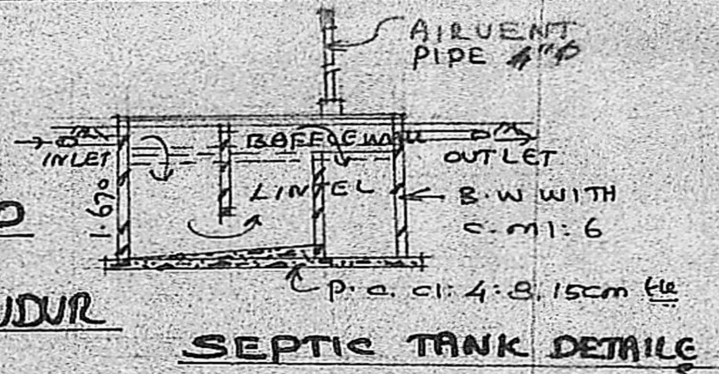 AIRVENT
PIPE 4"φ
INLET
BAFFLE WALL
OUTLET
LINTEL
B.W WITH
C.M 1:6
1.670
P.C.C 1:4:8, 15cm
UDUR
SEPTIC TANK DETAILS